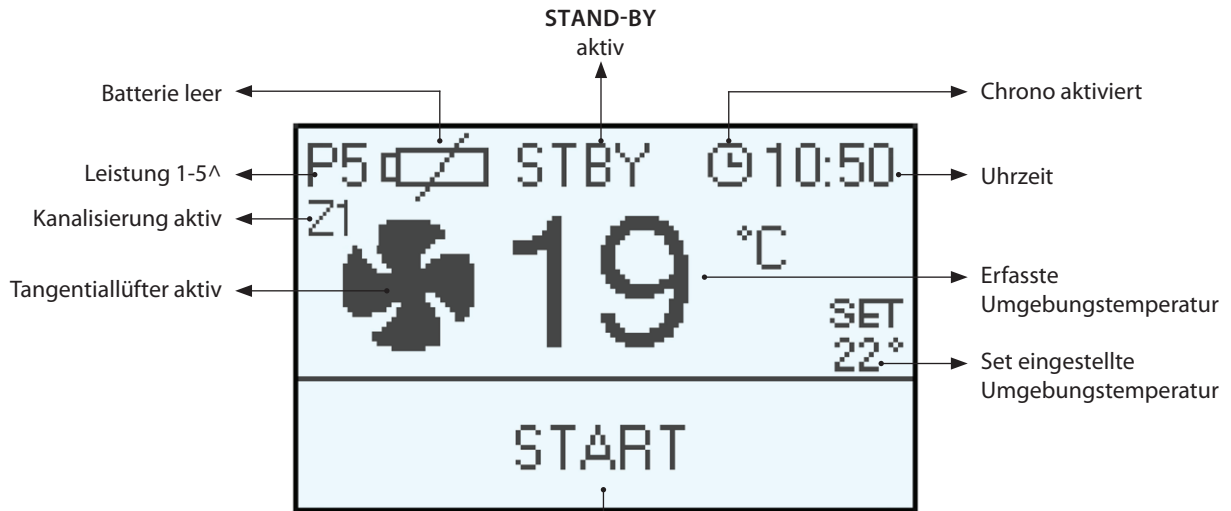 STAND-BY
aktiv
Batterie leer
Chrono aktiviert
P5 STBY 10:50
Leistung 1-5^
Uhrzeit
Kanalisierung aktiv
Z1
19 °C
Tangentiallüfter aktiv
Erfasste
Umgebungstemperatur
SET
22°
Set eingestellte
Umgebungstemperatur
START